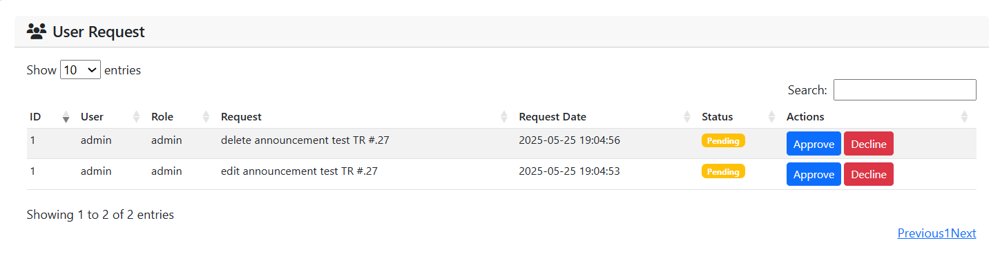 User Request
Show 10 entries
Search:
ID User Role Request Request Date Status Actions
1 admin admin delete announcement test TR #.27 2025-05-25 19:04:56 Pending Approve Decline
1 admin admin edit announcement test TR #.27 2025-05-25 19:04:53 Pending Approve Decline
Showing 1 to 2 of 2 entries
Previous1Next